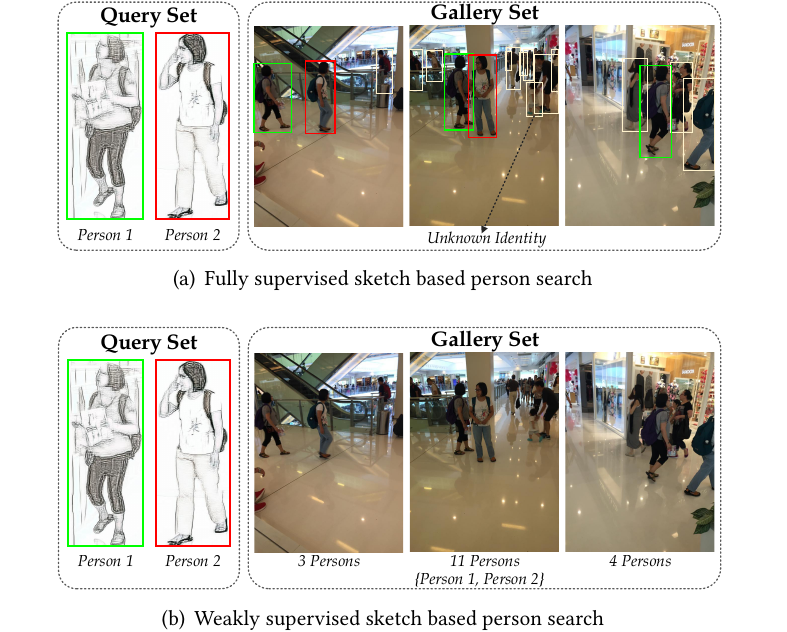 Query Set
Gallery Set
Person 1
Person 2
Unknown Identity
(a) Fully supervised sketch based person search
Query Set
Gallery Set
Person 1
Person 2
3 Persons
11 Persons
{Person 1, Person 2}
4 Persons
(b) Weakly supervised sketch based person search